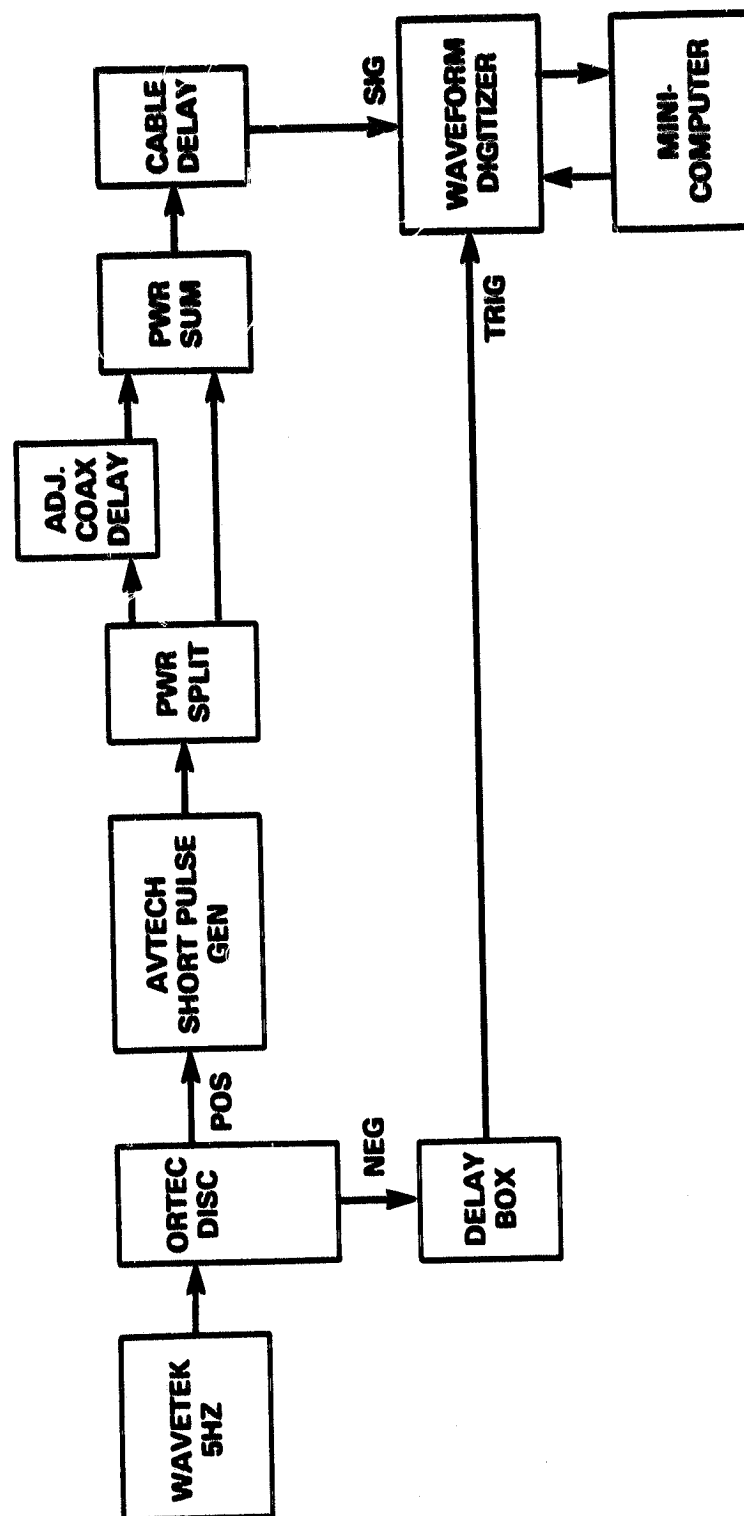 WAVETEK
5HZ
ORTEC
DISC
POS
NEG
AVTECH
SHORT PULSE
GEN
PWR
SPLIT
ADJ.
COAX
DELAY
PWR
SUM
CABLE
DELAY
SIG
DELAY
BOX
TRIG
WAVEFORM
DIGITIZER
MINI-
COMPUTER